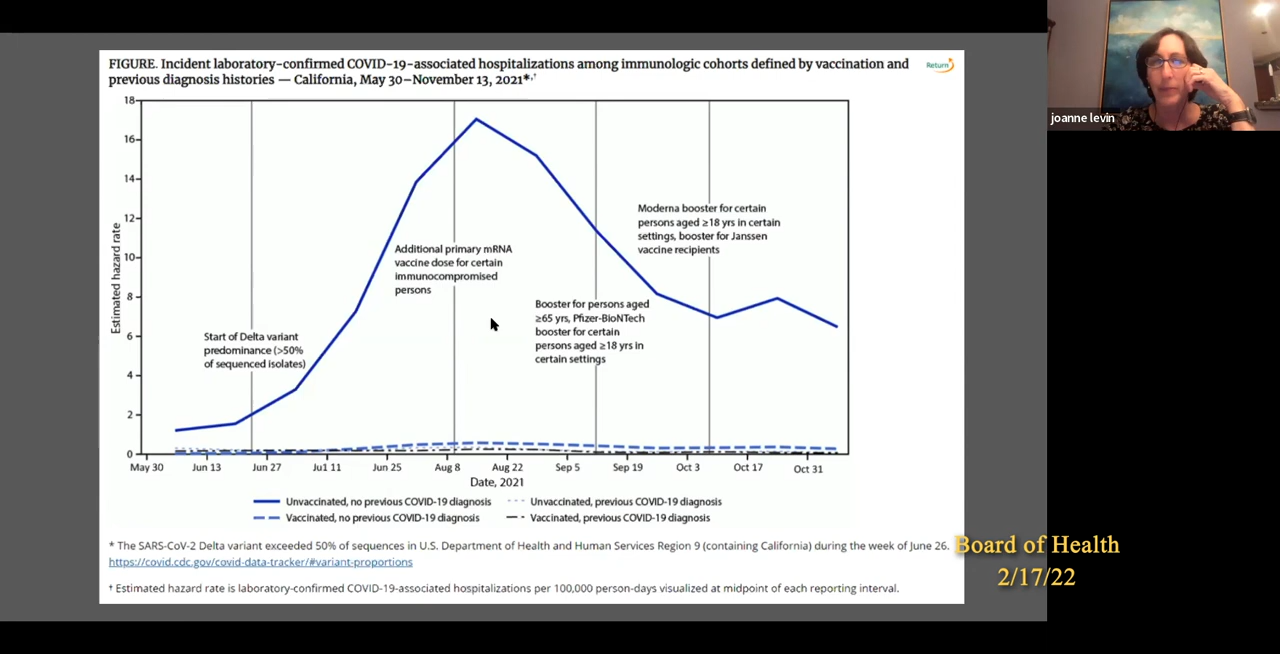 FIGURE. Incident laboratory-confirmed COVID-19-associated hospitalizations among immunologic cohorts defined by vaccination and
previous diagnosis histories — California, May 30–November 13, 2021*,†
Return
joanne levin
18
16
14
12
10
8
6
4
2
0
Estimated hazard rate
Start of Delta variant
predominance (>50%
of sequenced isolates)
Additional primary mRNA
vaccine dose for certain
immunocompromised
persons
Booster for persons aged
≥65 yrs, Pfizer-BioNTech
booster for certain
persons aged ≥18 yrs in
certain settings
Moderna booster for certain
persons aged ≥18 yrs in certain
settings, booster for Janssen
vaccine recipients
May 30 Jun 13 Jun 27 Ju1 11 Jun 25 Aug 8 Aug 22 Sep 5 Sep 19 Oct 3 Oct 17 Oct 31
Date, 2021
Unvaccinated, no previous COVID-19 diagnosis Unvaccinated, previous COVID-19 diagnosis
Vaccinated, no previous COVID-19 diagnosis Vaccinated, previous COVID-19 diagnosis
* The SARS-CoV-2 Delta variant exceeded 50% of sequences in U.S. Department of Health and Human Services Region 9 (containing California) during the week of June 26.
https://covid.cdc.gov/covid-data-tracker/#variant-proportions
† Estimated hazard rate is laboratory-confirmed COVID-19-associated hospitalizations per 100,000 person-days visualized at midpoint of each reporting interval.
Board of Health
2/17/22